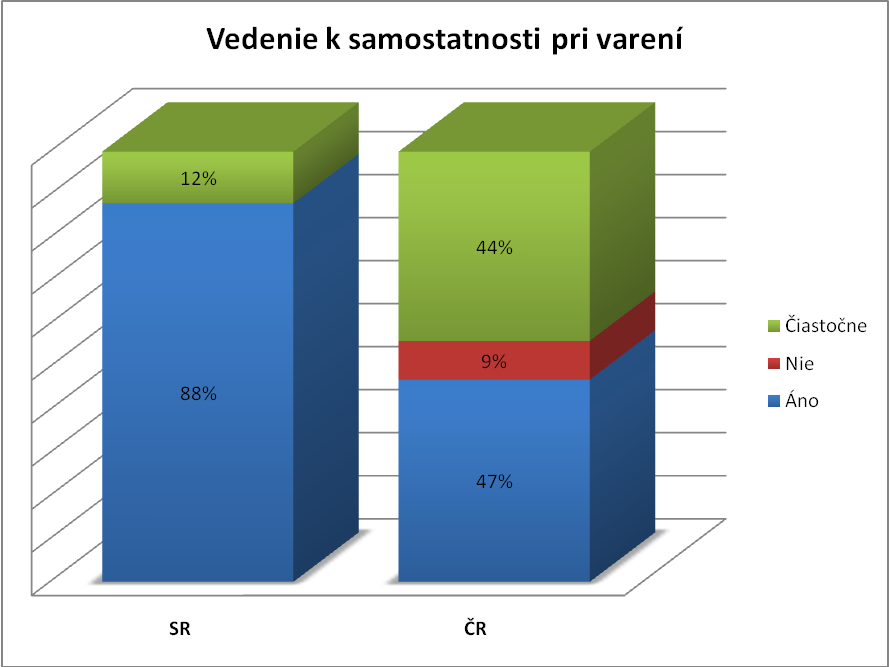 Vedenie k samostatnosti pri varení
12%
88%
44%
9%
47%
Čiastočne
Nie
Áno
SR
ČR